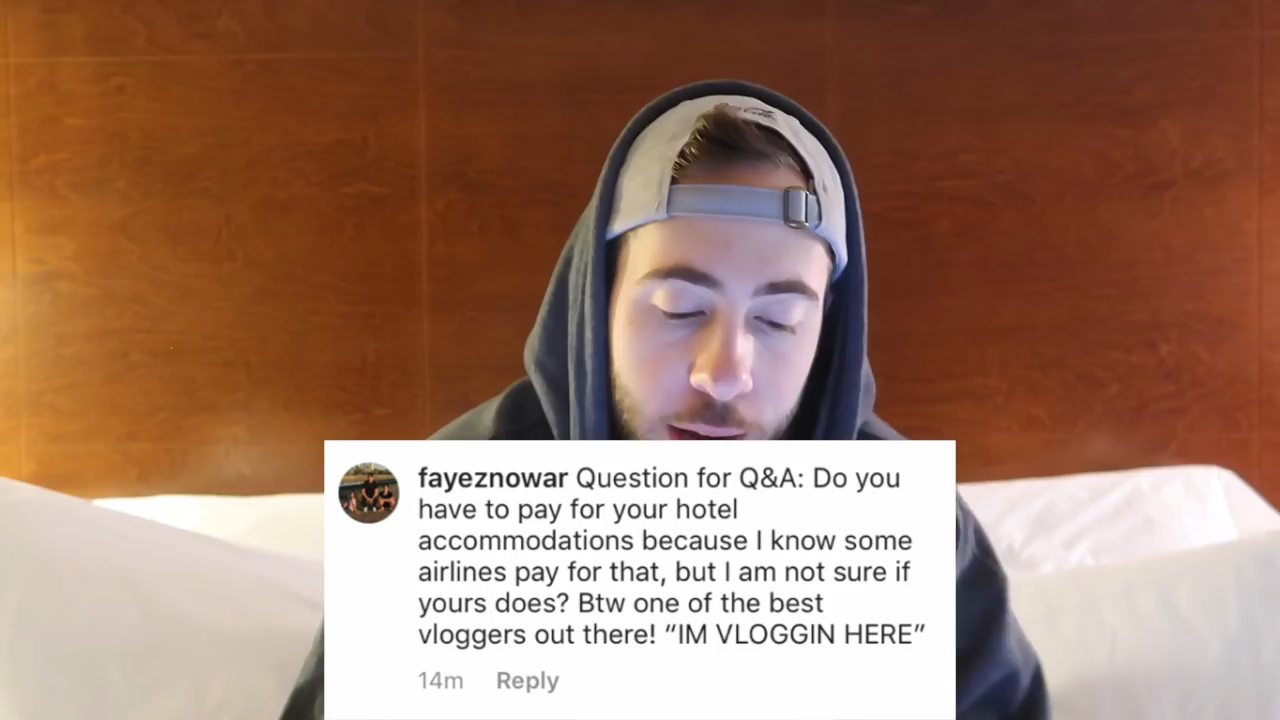 fayeznowar Question for Q&A: Do you
have to pay for your hotel
accommodations because I know some
airlines pay for that, but I am not sure if
yours does? Btw one of the best
vloggers out there! “IM VLOGGIN HERE”
14m Reply